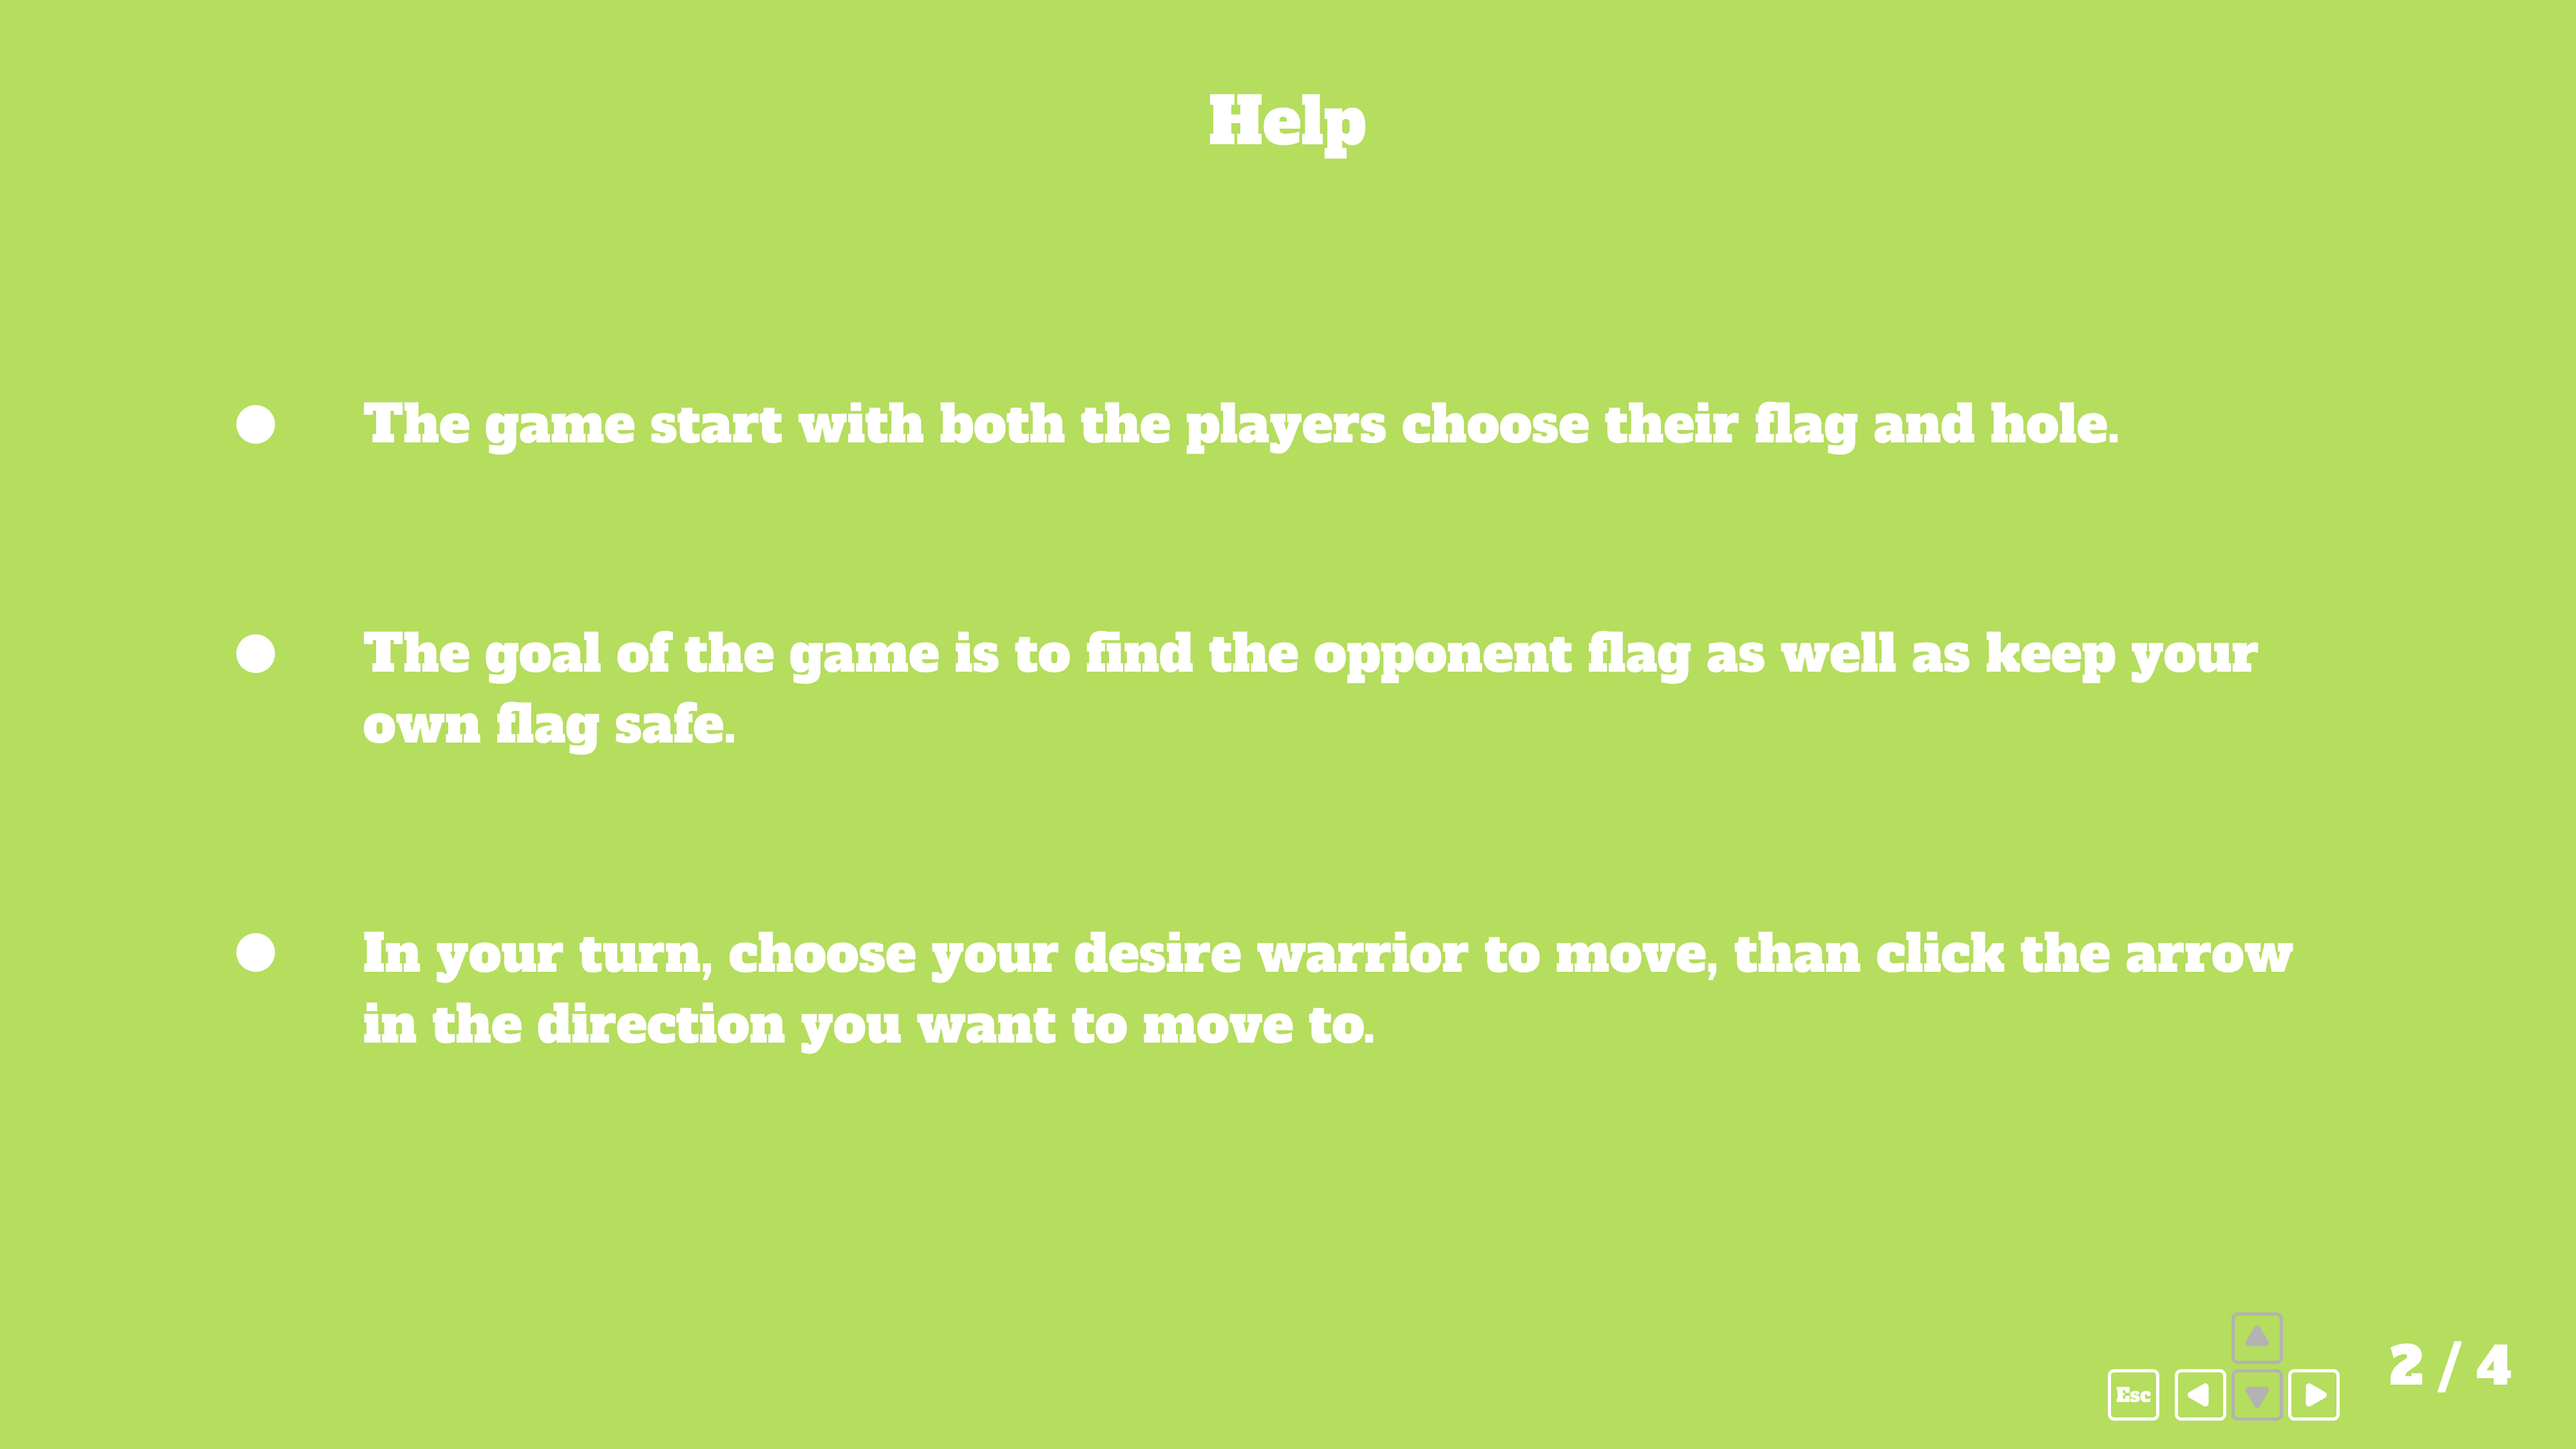 Help
The game start with both the players choose their flag and hole.
The goal of the game is to find the opponent flag as well as keep your
own flag safe.
In your turn, choose your desire warrior to move, than click the arrow
in the direction you want to move to.
Esc
2 / 4